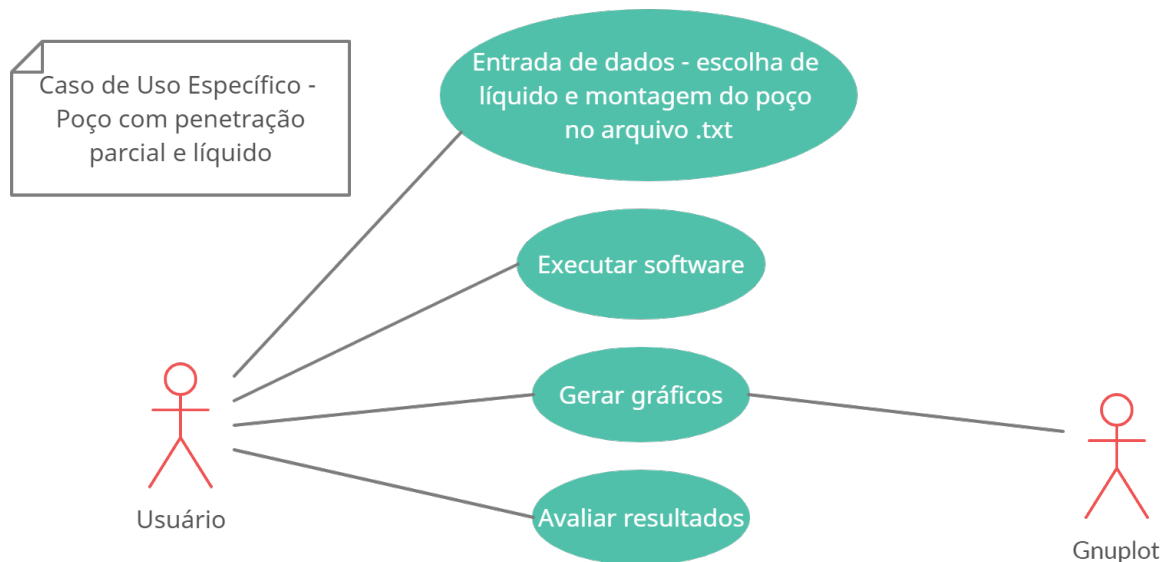 Caso de Uso Específico -
Poço com penetração
parcial e líquido
Entrada de dados - escolha de
líquido e montagem do poço
no arquivo .txt
Executar software
Gerar gráficos
Avaliar resultados
Usuário
Gnuplot